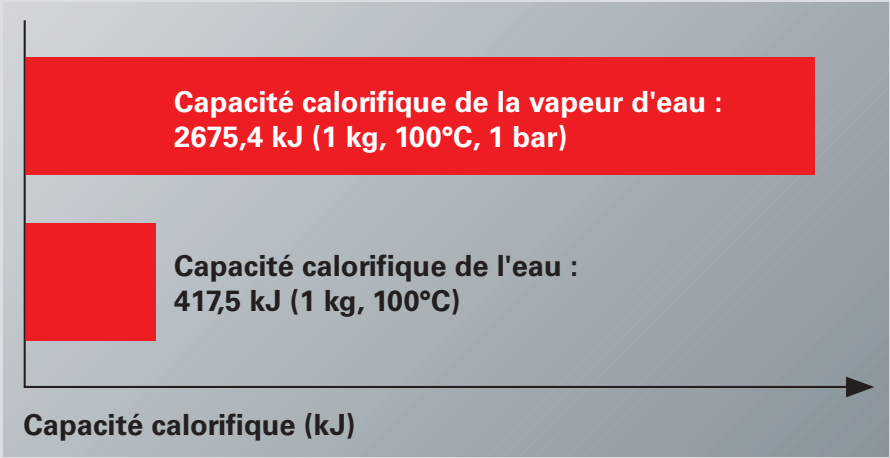 Capacité calorifique de la vapeur d'eau :
2675,4 kJ (1 kg, 100°C, 1 bar)
Capacité calorifique de l'eau :
417,5 kJ (1 kg, 100°C)
Capacité calorifique (kJ)